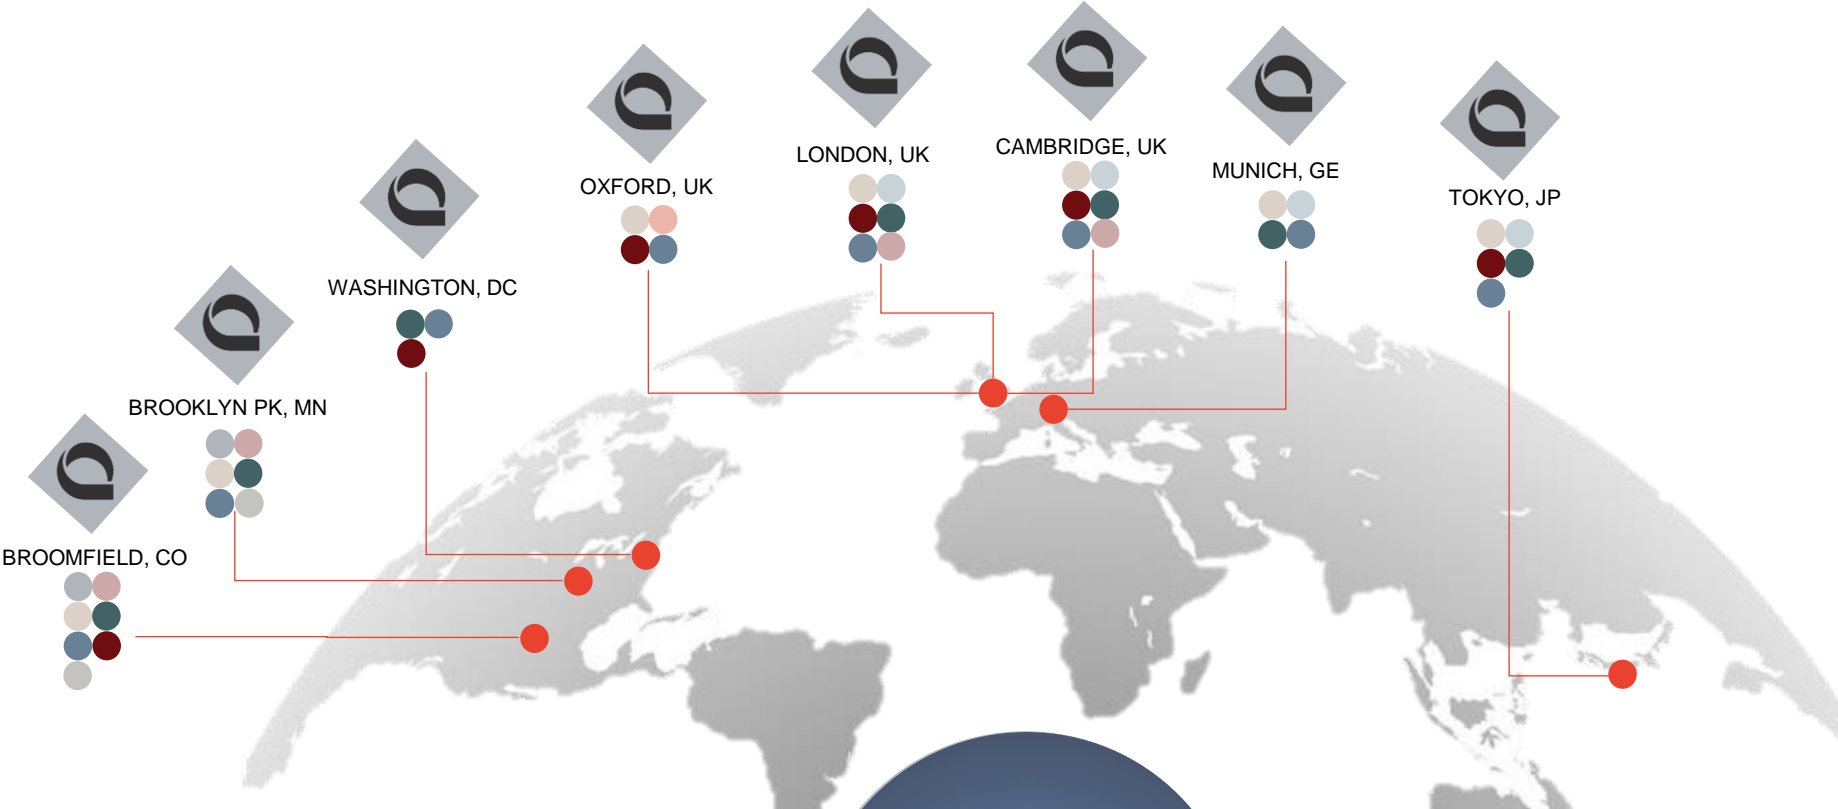 OXFORD, UK
LONDON, UK
CAMBRIDGE, UK
MUNICH, GE
TOKYO, JP
WASHINGTON, DC
BROOKLYN PK, MN
BROOMFIELD, CO